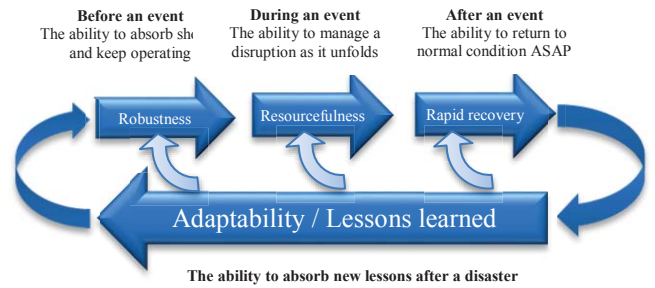 Before an event
The ability to absorb
and keep operating
During an event
The ability to manage a
disruption as it unfolds
After an event
The ability to return to
normal condition ASAP
Robustness
Resourcefulness
Rapid recovery
Adaptability / Lessons learned
The ability to absorb new lessons after a disaster